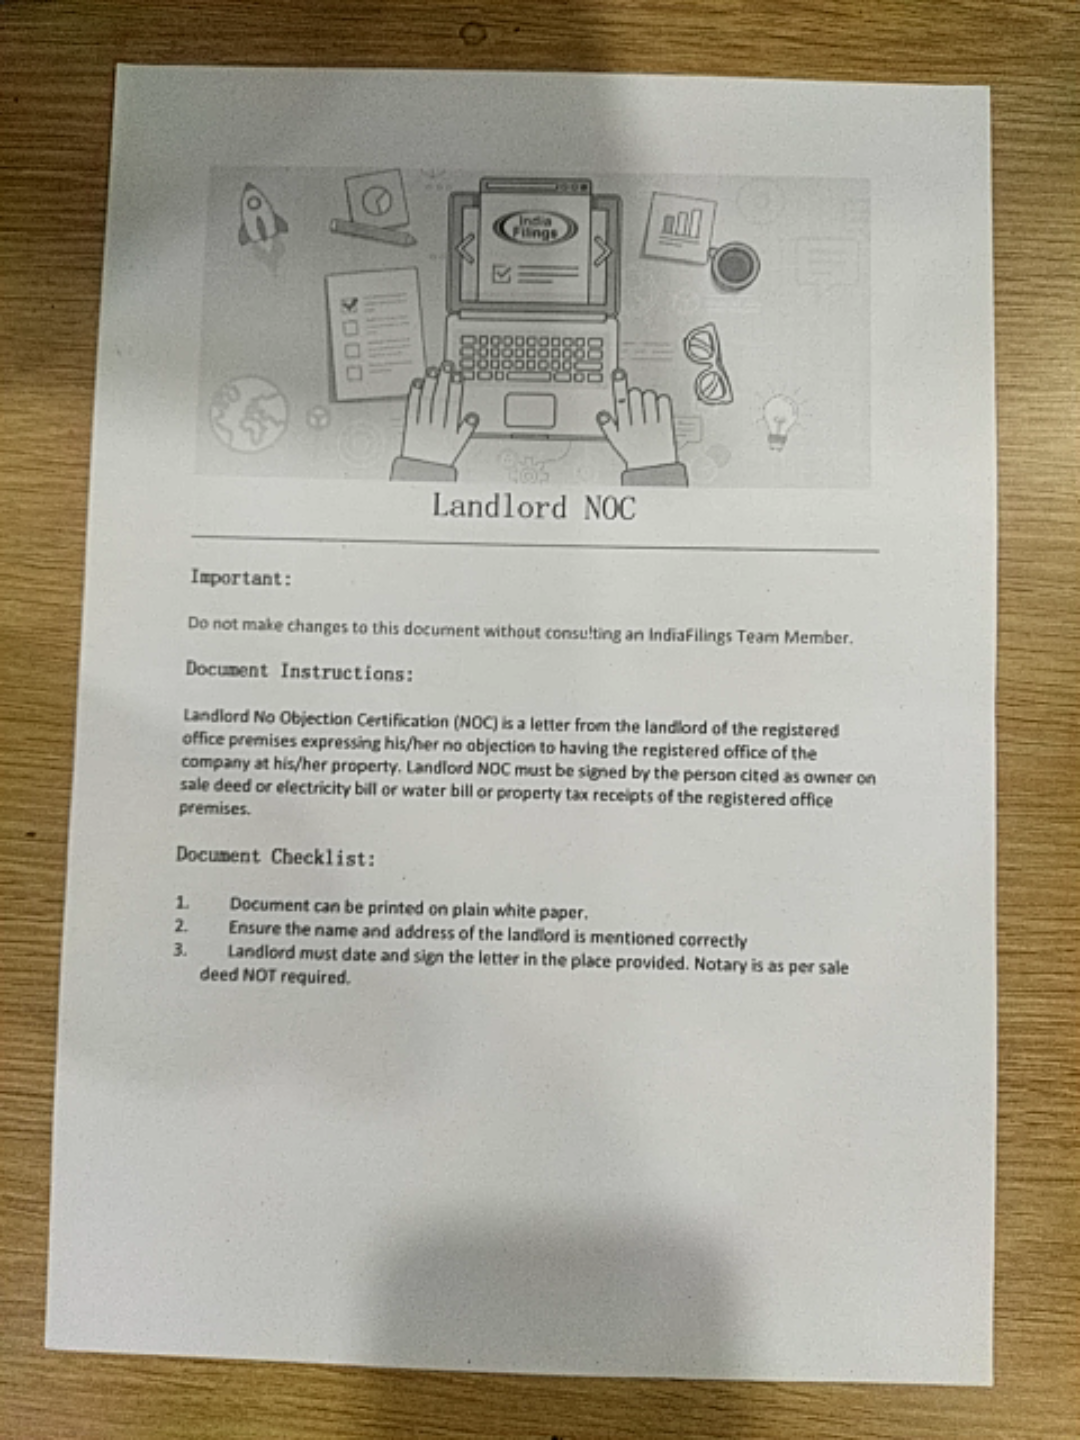 India
Filings
Landlord NOC
Important:
Do not make changes to this document without consulting an IndiaFilings Team Member.
Document Instructions:
Landlord No Objection Certification (NOC) is a letter from the landlord of the registered
office premises expressing his/her no objection to having the registered office of the
company at his/her property. Landlord NOC must be signed by the person cited as owner on
sale deed or electricity bill or water bill or property tax receipts of the registered office
premises.
Document Checklist:
1. Document can be printed on plain white paper.
2. Ensure the name and address of the landlord is mentioned correctly
3. Landlord must date and sign the letter in the place provided. Notary is as per sale
deed NOT required.